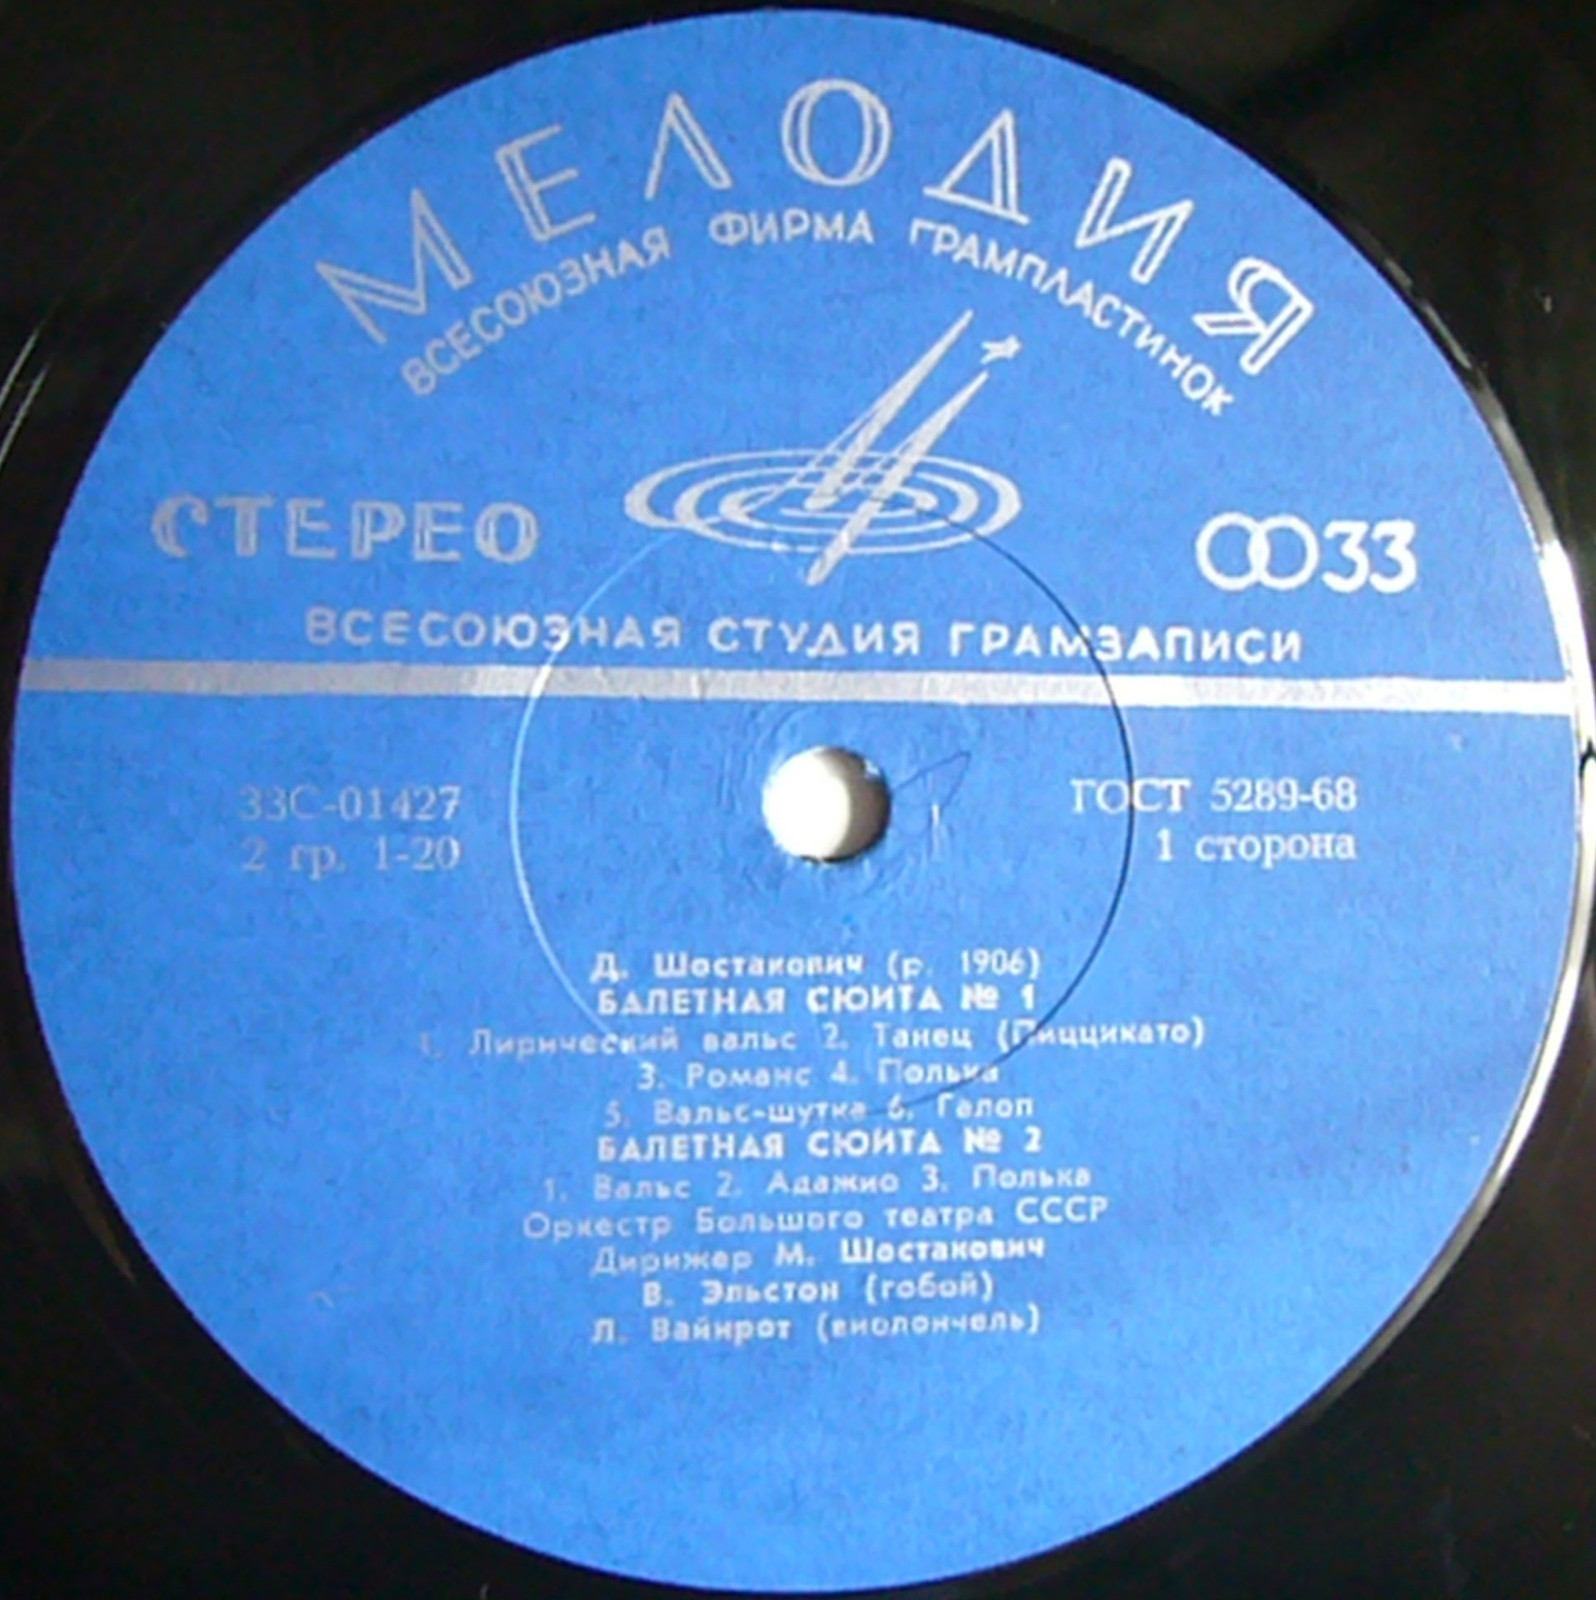 МЕЛОДИЯ
ВСЕСОЮЗНАЯ ФИРМА ГРАМПЛАСТИНОК
СТЕРЕО
33
ВСЕСОЮЗНАЯ СТУДИЯ ГРАМЗАПИСИ
33С-01427
2 гр. 1-20
ГОСТ 5289-68
1 сторона
Д. Шостакович (р. 1906)
БАЛЕТНАЯ СЮИТА № 1
1. Лирический вальс 2. Танец (Пиццикато)
3. Романс 4. Полька
5. Вальс-шутка 6. Галоп
БАЛЕТНАЯ СЮИТА № 2
1. Вальс 2. Адажио 3. Полька
Оркестр Большого театра СССР
Дирижер М. Шостакович
В. Эльстон (гобой)
Л. Вайнрот (виолончель)